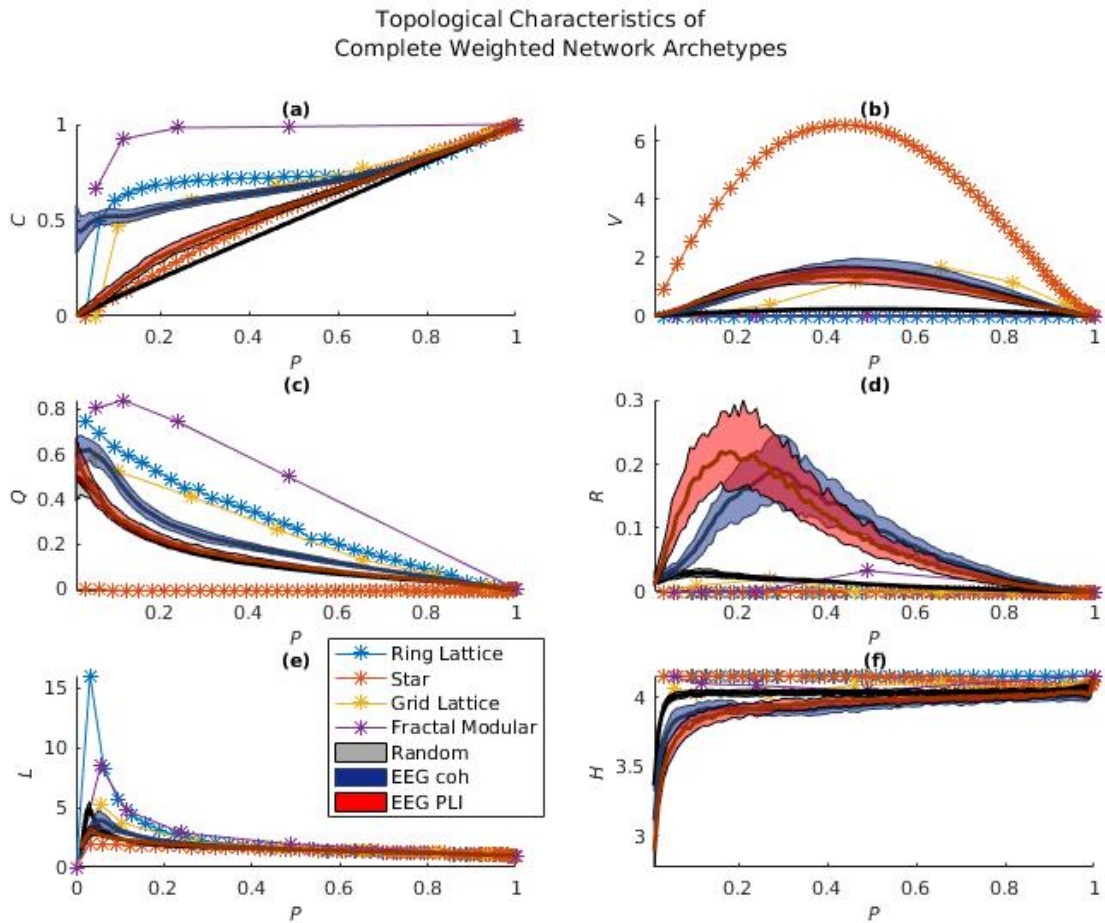 Topological Characteristics of
Complete Weighted Network Archetypes
(a)
1
0.5
0
C
0.2 0.4 0.6 0.8 1
P
(b)
6
4
2
0
V
0.2 0.4 0.6 0.8 1
P
(c)
0.8
0.6
0.4
0.2
0
Q
0.2 0.4 0.6 0.8 1
P
(d)
0.3
0.2
0.1
0
R
0.2 0.4 0.6 0.8 1
P
(e)
15
10
5
0
L
0 0.2 0.4 0.6 0.8 1
P
Ring Lattice
Star
Grid Lattice
Fractal Modular
Random
EEG coh
EEG PLI
(f)
4
3.5
3
H
0.2 0.4 0.6 0.8 1
P